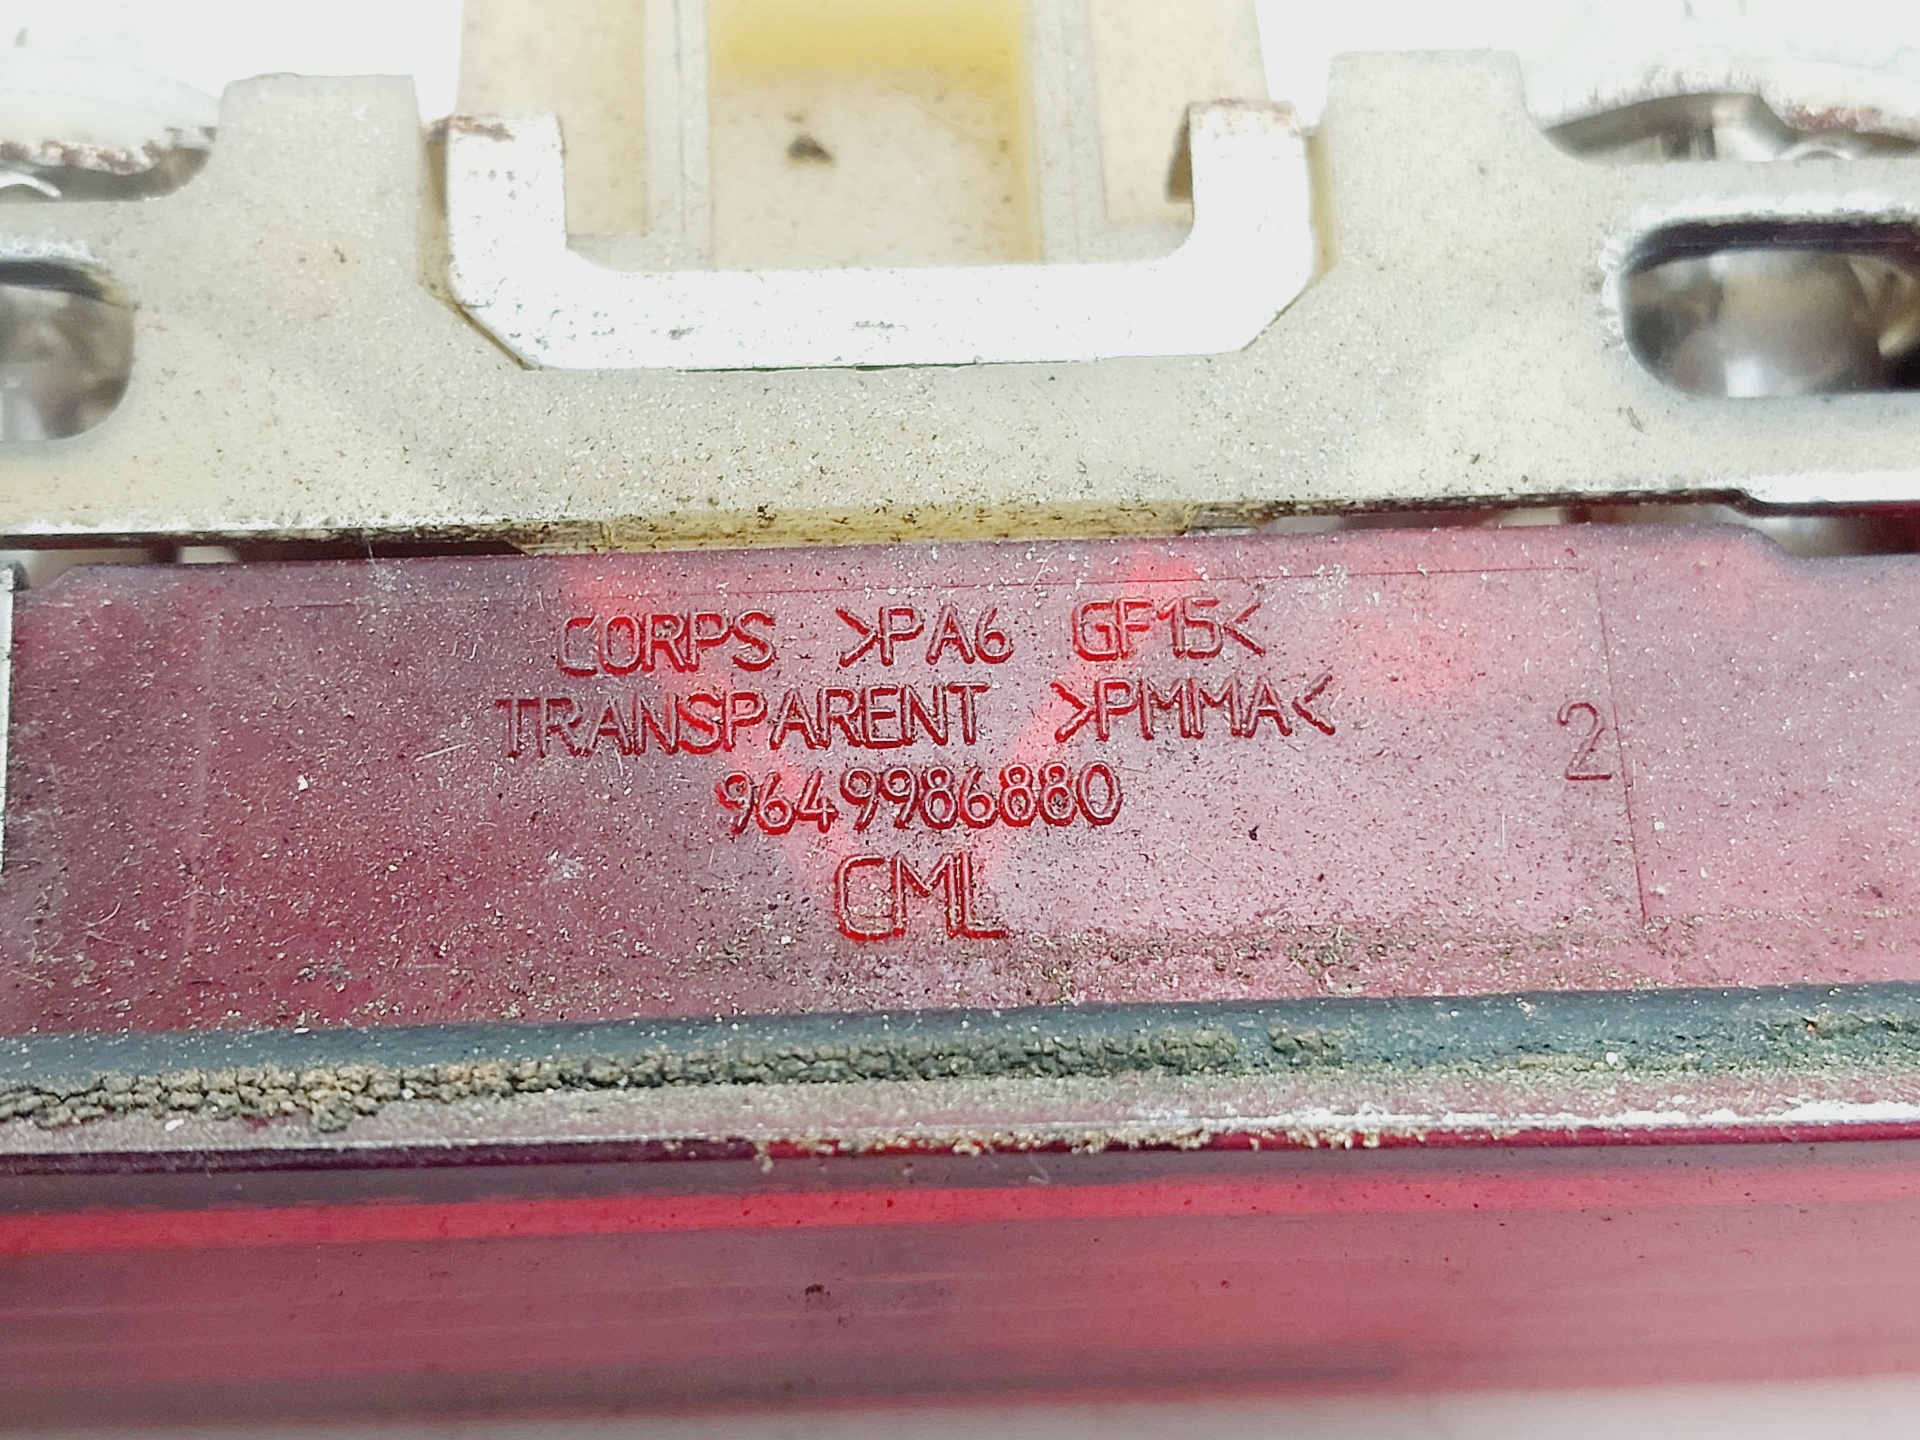 CORPS >PA6 GF15<
TRANSPARENT >PMMA<
2
9649986880
CML